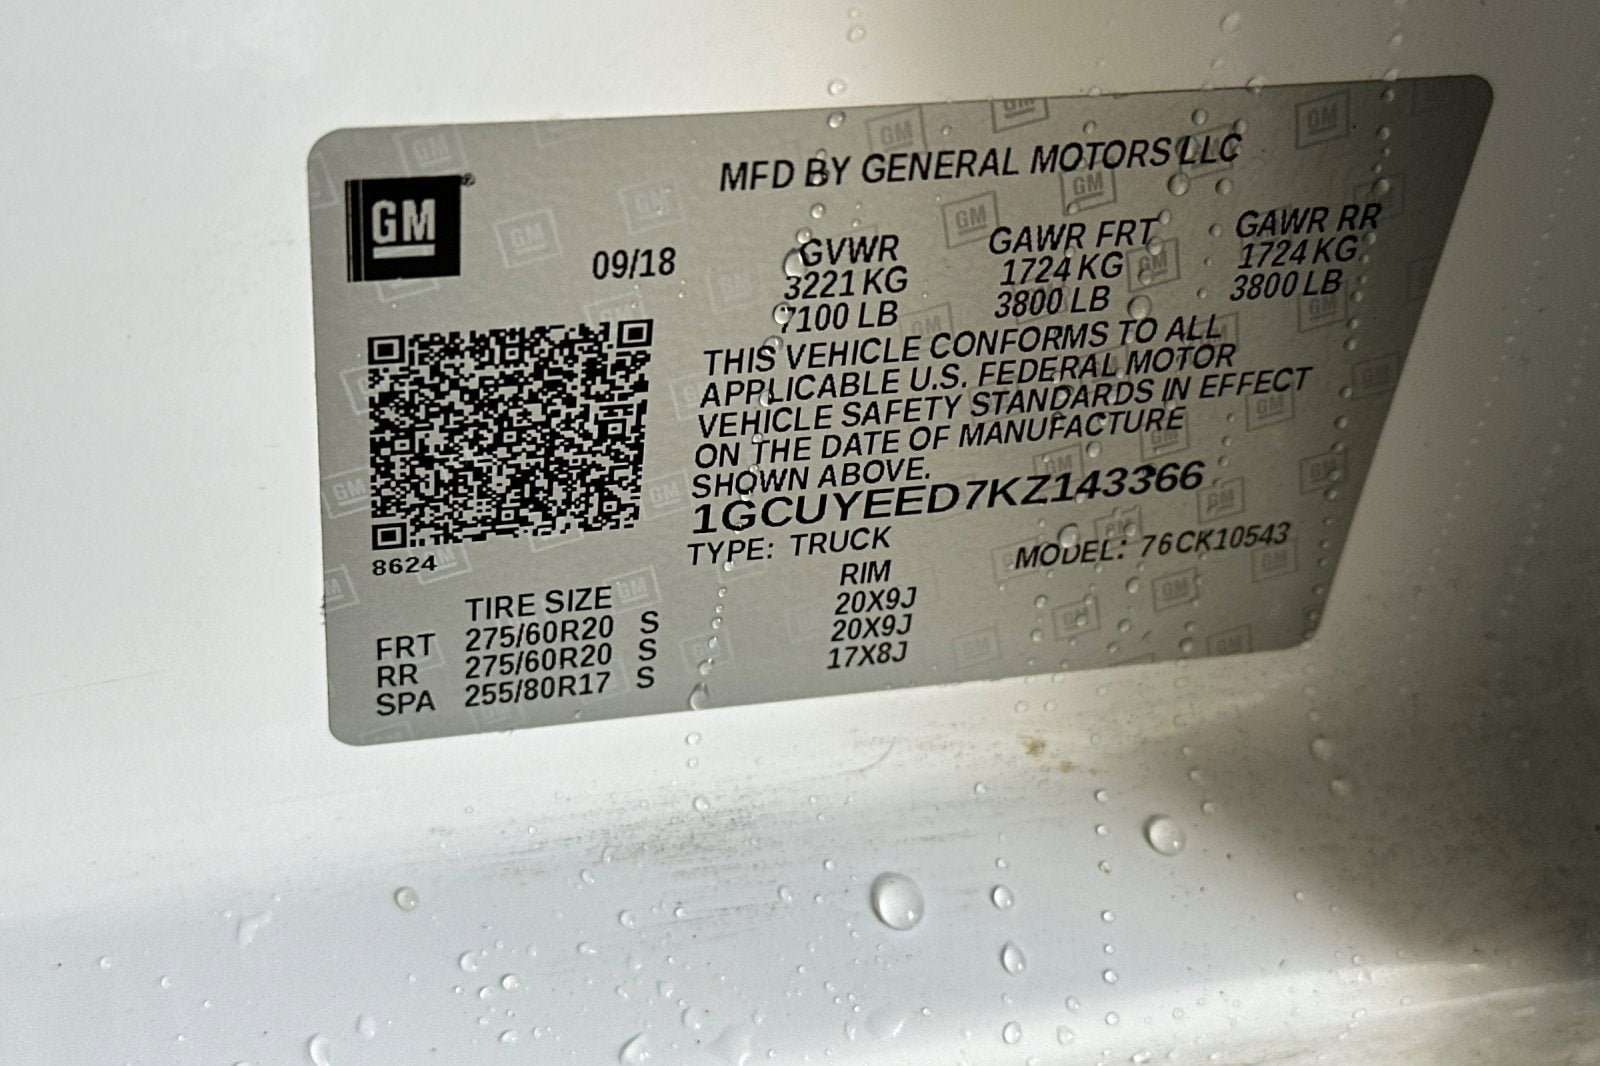 GM
MFD BY GENERAL MOTORS LLC
09/18
GVWR GAWR FRT GAWR RR
3221 KG 1724 KG 1724 KG
7100 LB 3800 LB 3800 LB
THIS VEHICLE CONFORMS TO ALL
APPLICABLE U.S. FEDERAL MOTOR
VEHICLE SAFETY STANDARDS IN EFFECT
ON THE DATE OF MANUFACTURE
SHOWN ABOVE.
1GCUYEED7KZ143366
TYPE: TRUCK MODEL: 76CK10543
8624
TIRE SIZE RIM
FRT 275/60R20 S 20X9J
RR 275/60R20 S 20X9J
SPA 255/80R17 S 17X8J